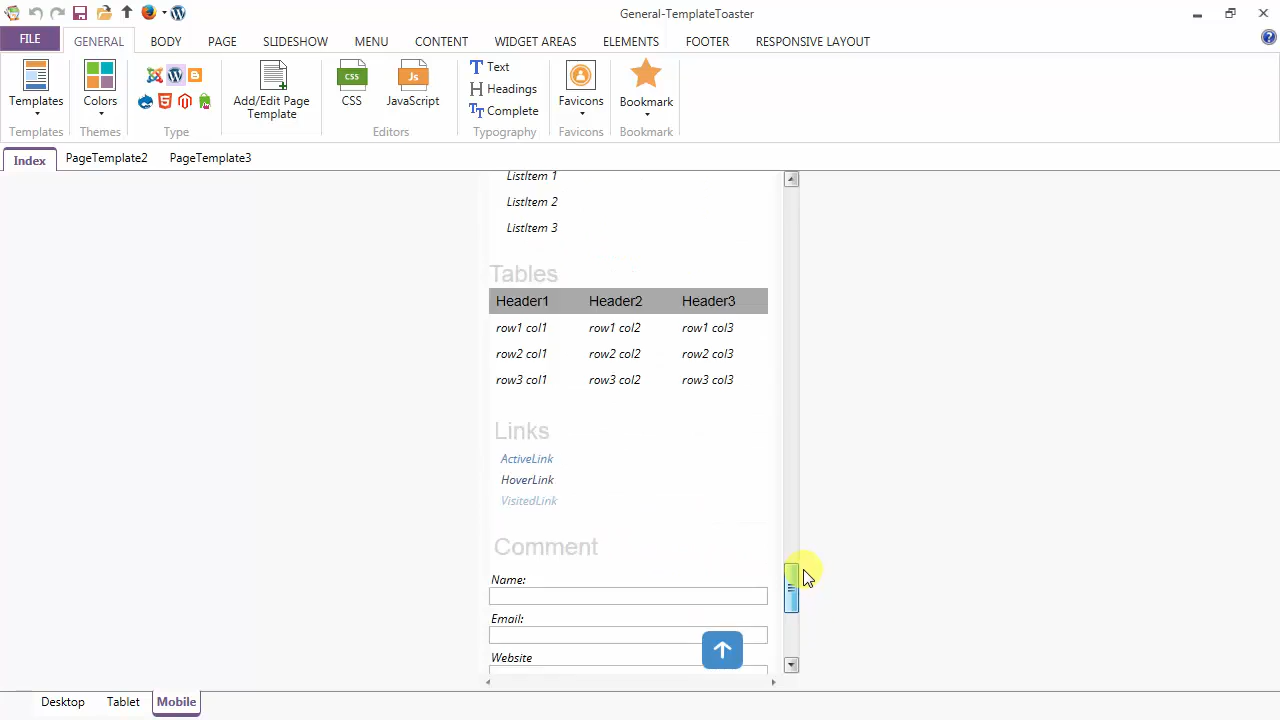 General-TemplateToaster
FILE GENERAL BODY PAGE SLIDESHOW MENU CONTENT WIDGET AREAS ELEMENTS FOOTER RESPONSIVE LAYOUT
Templates
Templates
Colors
Themes
Type
Add/Edit Page
Template
css
CSS
Js
JavaScript
Editors
Text
Headings
Complete
Typography
Favicons
Favicons
Bookmark
Bookmark
Index PageTemplate2 PageTemplate3
ListItem 1
ListItem 2
ListItem 3
Tables
Header1 Header2 Header3
row1 col1 row1 col2 row1 col3
row2 col1 row2 col2 row2 col3
row3 col1 row3 col2 row3 col3
Links
ActiveLink
HoverLink
VisitedLink
Comment
Name:
Email:
Website
Desktop Tablet Mobile